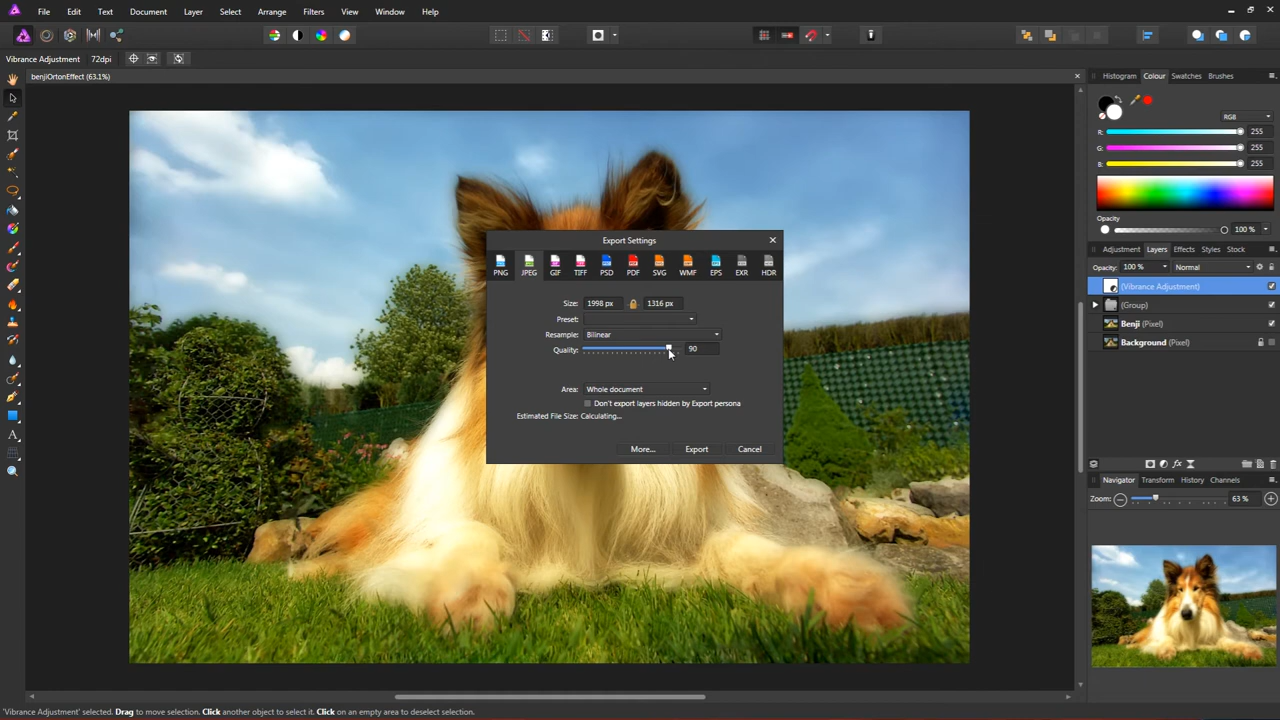 File Edit Text Document Layer Select Arrange Filters View Window Help
Vibrance Adjustment 72dpi
benjiOrtonEffect (63.1%)
Histogram Colour Swatches Brushes
RGB
R: 255
G: 255
B: 255
Opacity
100 %
Adjustment Layers Effects Styles Stock
Opacity: 100 % Normal
(Vibrance Adjustment)
(Group)
Benji (Pixel)
Background (Pixel)
Navigator Transform History Channels
Zoom: 63 %
Export Settings
PNG JPEG GIF TIFF PSD PDF SVG WMF EPS EXR HDR
Size: 1998 px 1316 px
Preset:
Resample: Bilinear
Quality: 90
Area: Whole document
Don't export layers hidden by Export persona
Estimated File Size: Calculating...
More... Export Cancel
'Vibrance Adjustment' selected. Drag to move selection. Click another object to select it. Click on an empty area to deselect selection.